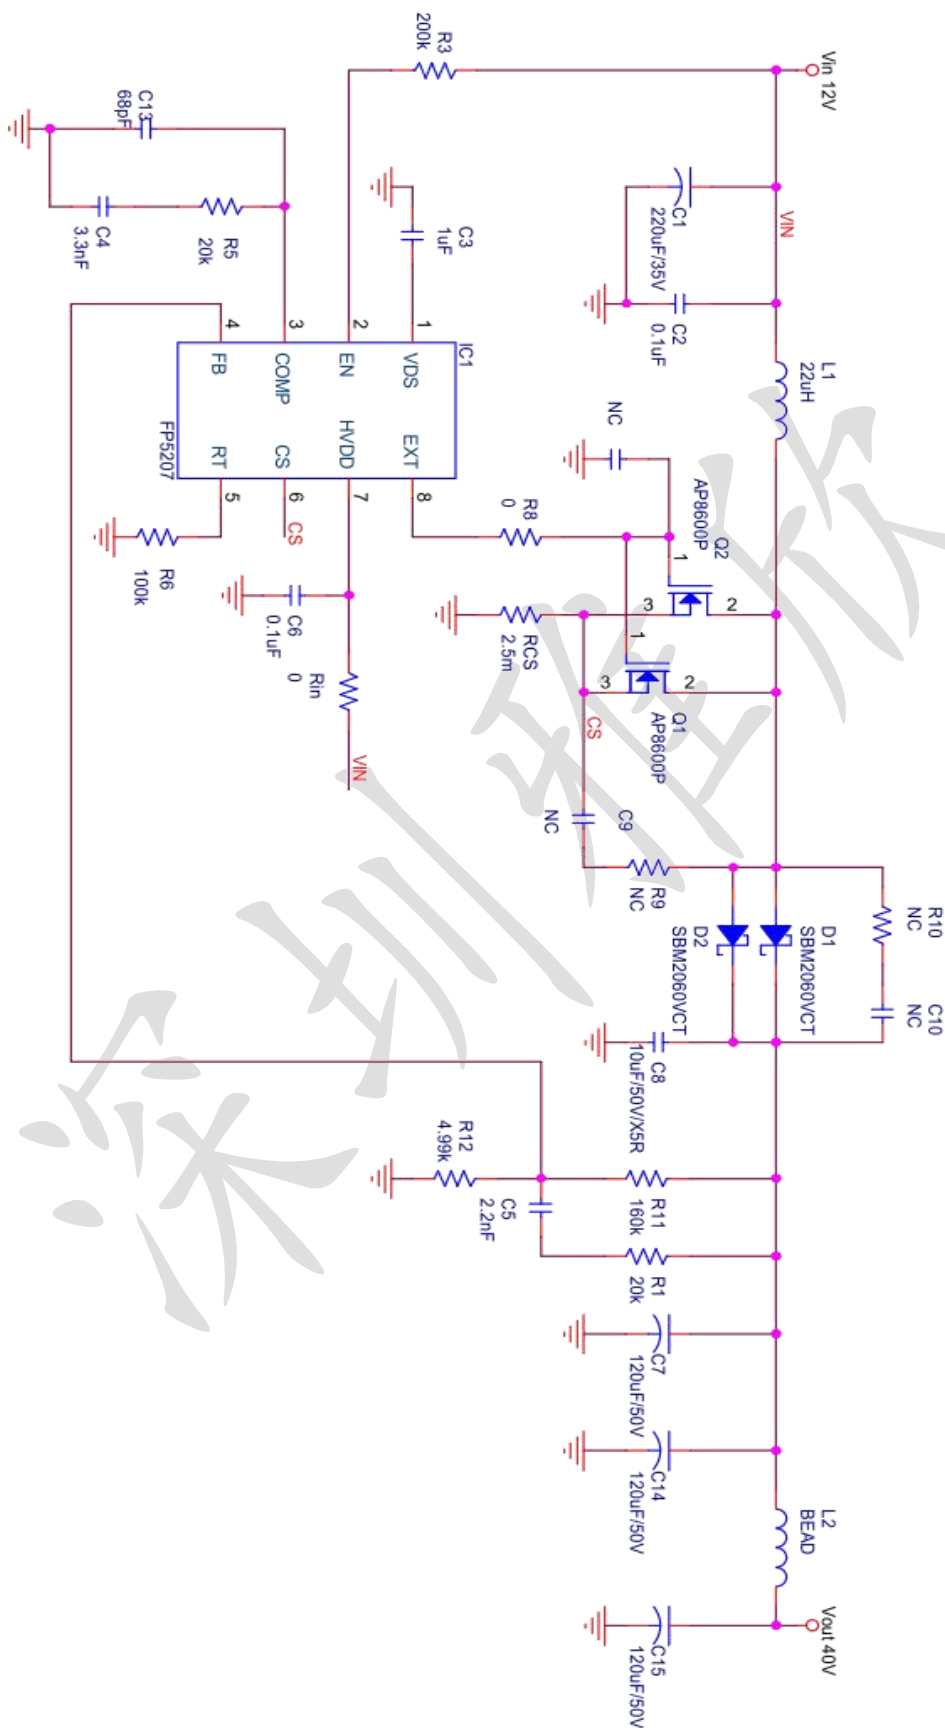 Vin 12V
R3
200k
C1
220uF/35V
VIN
C2
0.1uF
L1
22uH
C13
68pF
C4
3.3nF
R5
20k
C3
1uF
4
3
2
1
IC1
FB
COMP
EN
VDS
RT
CS
HVDD
EXT
FP5207
5
6
7
8
CS
R6
100k
C6
0.1uF
Rin
0
VIN
R8
0
NC
Q2
AP8600P
1
2
3
RCS
2.5m
1
2
3
Q1
AP8600P
CS
C9
NC
R9
NC
R10
NC
C10
NC
D1
SBM2060VCT
D2
SBM2060VCT
C8
10uF/50V/X5R
R12
4.99k
C5
2.2nF
R11
160k
R1
20k
C7
120uF/50V
C14
120uF/50V
L2
BEAD
C15
120uF/50V
Vout 40V
深圳雅欣